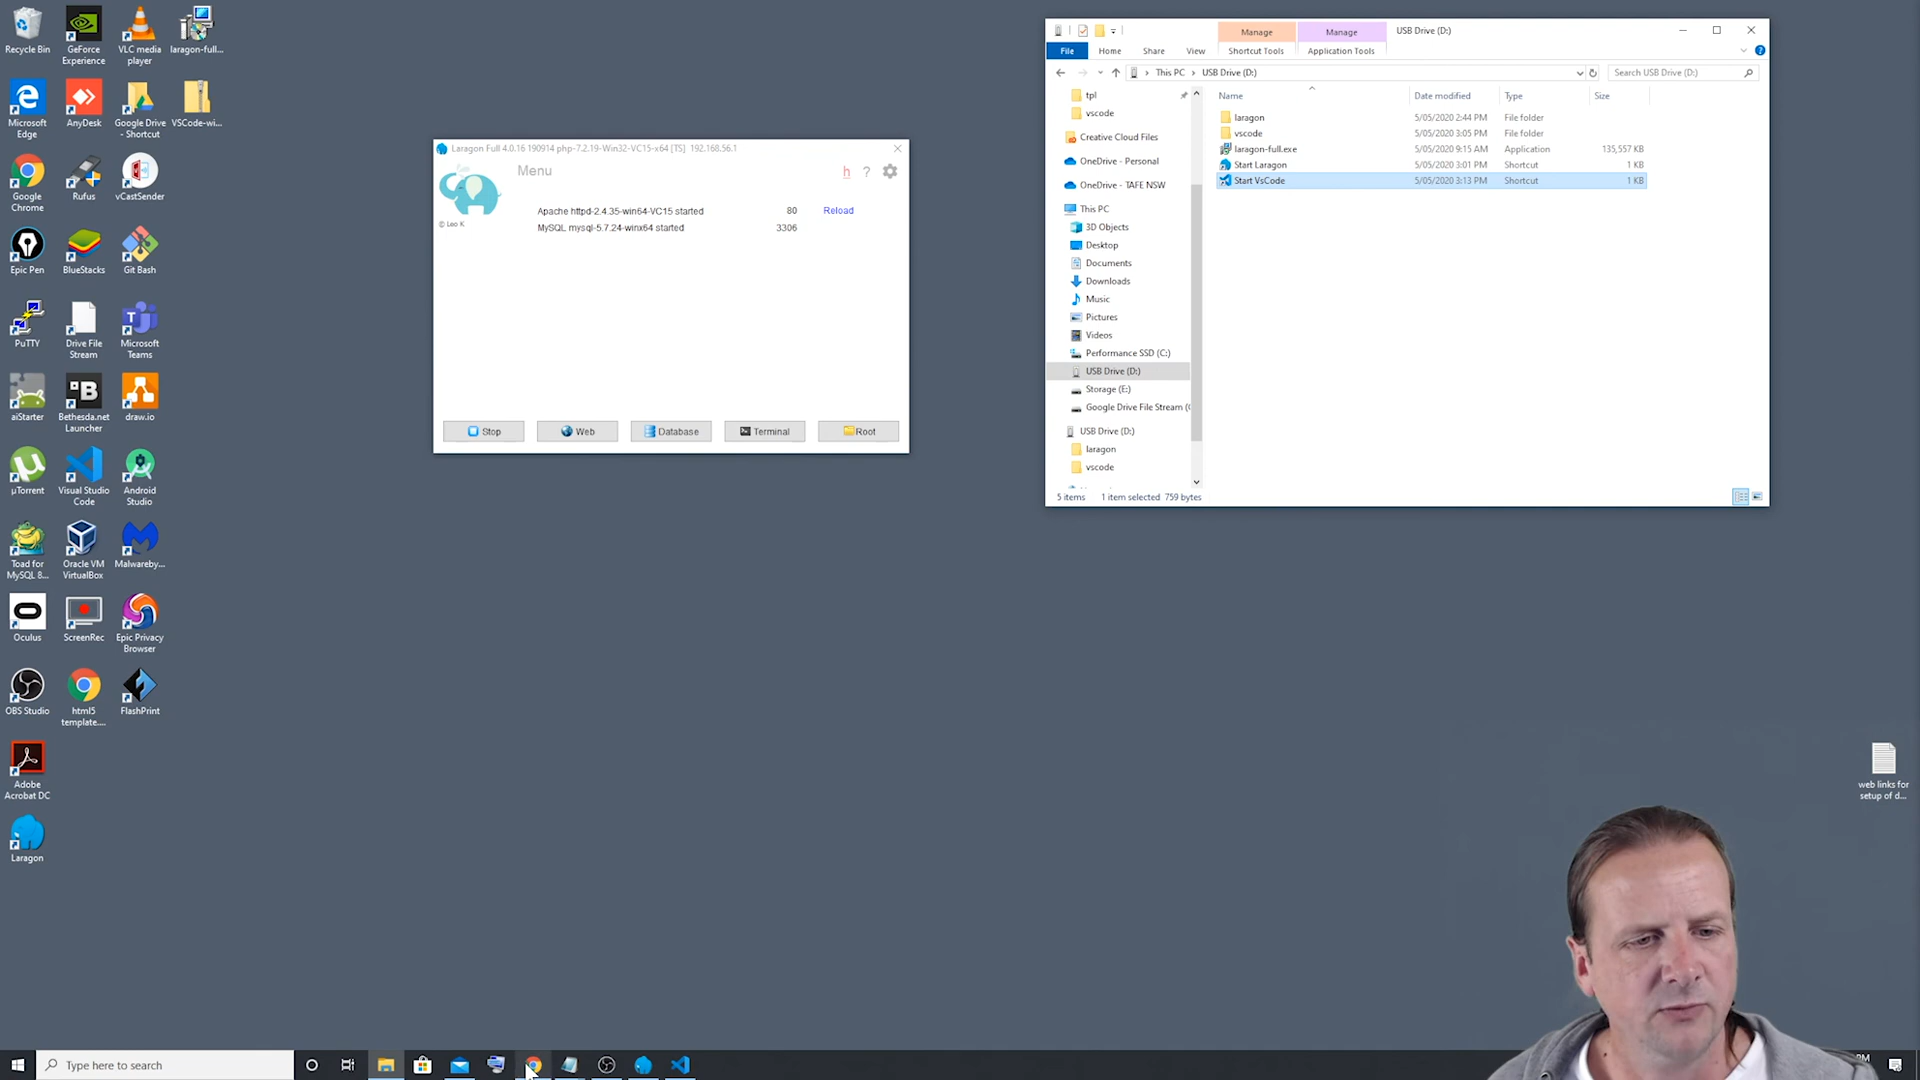 Recycle Bin
GeForce
Experience
VLC media
player
laragon-full...
Microsoft
Edge
AnyDesk
Google Drive
- Shortcut
VSCode-wi...
Google
Chrome
Rufus
vCastSender
Epic Pen
BlueStacks
Git Bash
PuTTY
Drive File
Stream
Microsoft
Teams
aiStarter
Bethesda.net
Launcher
draw.io
µTorrent
Visual Studio
Code
Android
Studio
Toad for
MySQL 8...
Oracle VM
VirtualBox
Malwareby...
Oculus
ScreenRec
Epic Privacy
Browser
OBS Studio
html5
template....
FlashPrint
Adobe
Acrobat DC
Laragon
Laragon Full 4.0.16 190914 php-7.2.19-Win32-VC15-x64 [TS] 192.168.56.1
Menu
h ?
© Leo K
Apache httpd-2.4.35-win64-VC15 started 80 Reload
MySQL mysql-5.7.24-winx64 started 3306
Stop Web Database Terminal Root
Manage Manage USB Drive (D:)
File Home Share View Shortcut Tools Application Tools
This PC > USB Drive (D:) Search USB Drive (D:)
Name Date modified Type Size
laragon 5/05/2020 2:44 PM File folder
vscode 5/05/2020 3:05 PM File folder
laragon-full.exe 5/05/2020 9:15 AM Application 135,557 KB
Start Laragon 5/05/2020 3:01 PM Shortcut 1 KB
Start VsCode 5/05/2020 3:13 PM Shortcut 1 KB
tpl
vscode
Creative Cloud Files
OneDrive - Personal
OneDrive - TAFE NSW
This PC
3D Objects
Desktop
Documents
Downloads
Music
Pictures
Videos
Performance SSD (C:)
USB Drive (D:)
Storage (E:)
Google Drive File Stream (
USB Drive (D:)
laragon
vscode
5 items 1 item selected 759 bytes
web links for
setup of d...
Type here to search